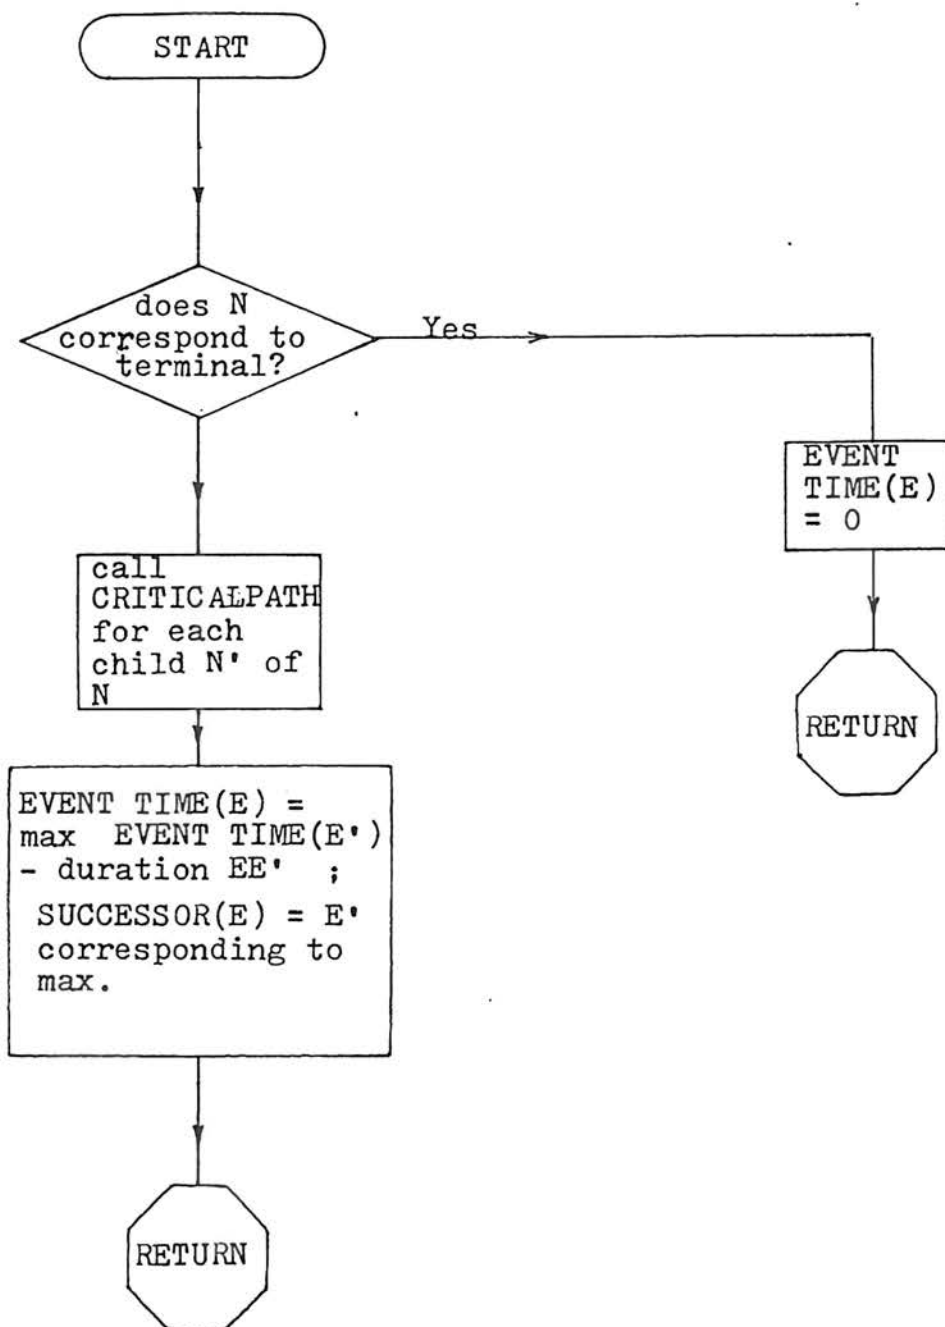 START
does N
correspond to
terminal?
Yes
EVENT
TIME(E)
= 0
RETURN
call
CRITICALPATH
for each
child N' of
N
EVENT TIME(E) =
max EVENT TIME(E')
- duration EE' ;
SUCCESSOR(E) = E'
corresponding to
max.
RETURN